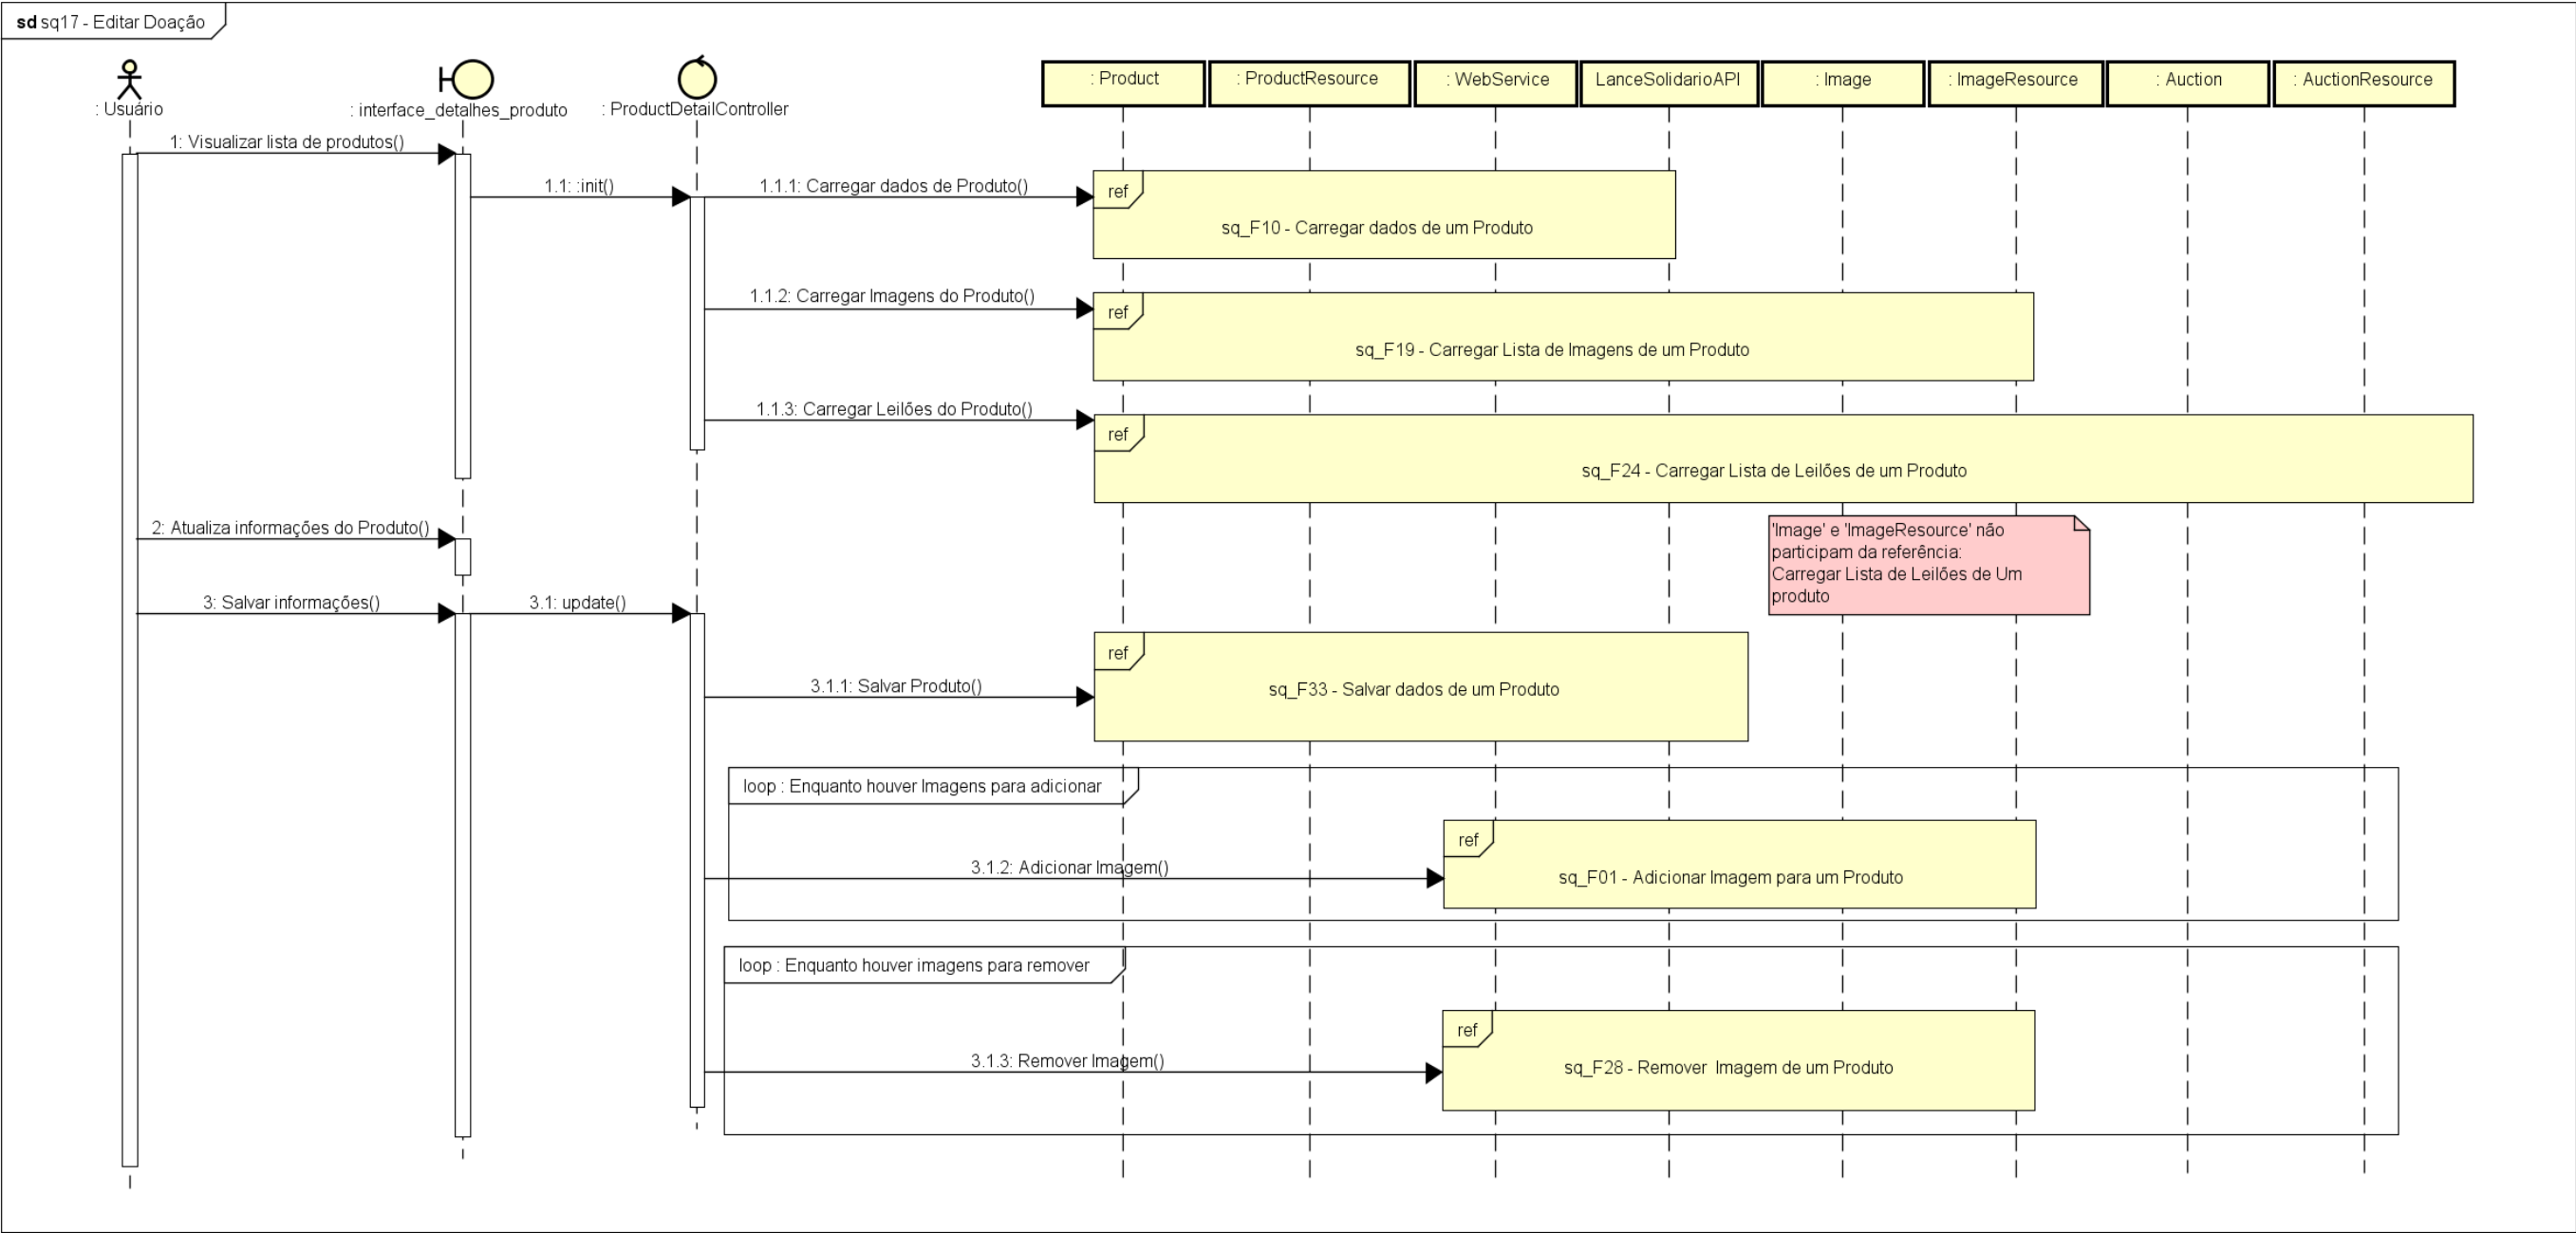 sd sq17 - Editar Doação
: Usuário
: interface_detalhes_produto
: ProductDetailController
: Product
: ProductResource
: WebService
LanceSolidarioAPI
: Image
: ImageResource
: Auction
: AuctionResource
1: Visualizar lista de produtos()
1.1: :init()
1.1.1: Carregar dados de Produto()
ref
sq_F10 - Carregar dados de um Produto
1.1.2: Carregar Imagens do Produto()
ref
sq_F19 - Carregar Lista de Imagens de um Produto
1.1.3: Carregar Leilões do Produto()
ref
sq_F24 - Carregar Lista de Leilões de um Produto
2: Atualiza informações do Produto()
'Image' e 'ImageResource' não
participam da referência:
Carregar Lista de Leilões de Um
produto
3: Salvar informações()
3.1: update()
ref
3.1.1: Salvar Produto()
sq_F33 - Salvar dados de um Produto
loop : Enquanto houver Imagens para adicionar
ref
3.1.2: Adicionar Imagem()
sq_F01 - Adicionar Imagem para um Produto
loop : Enquanto houver imagens para remover
ref
3.1.3: Remover Imagem()
sq_F28 - Remover  Imagem de um Produto